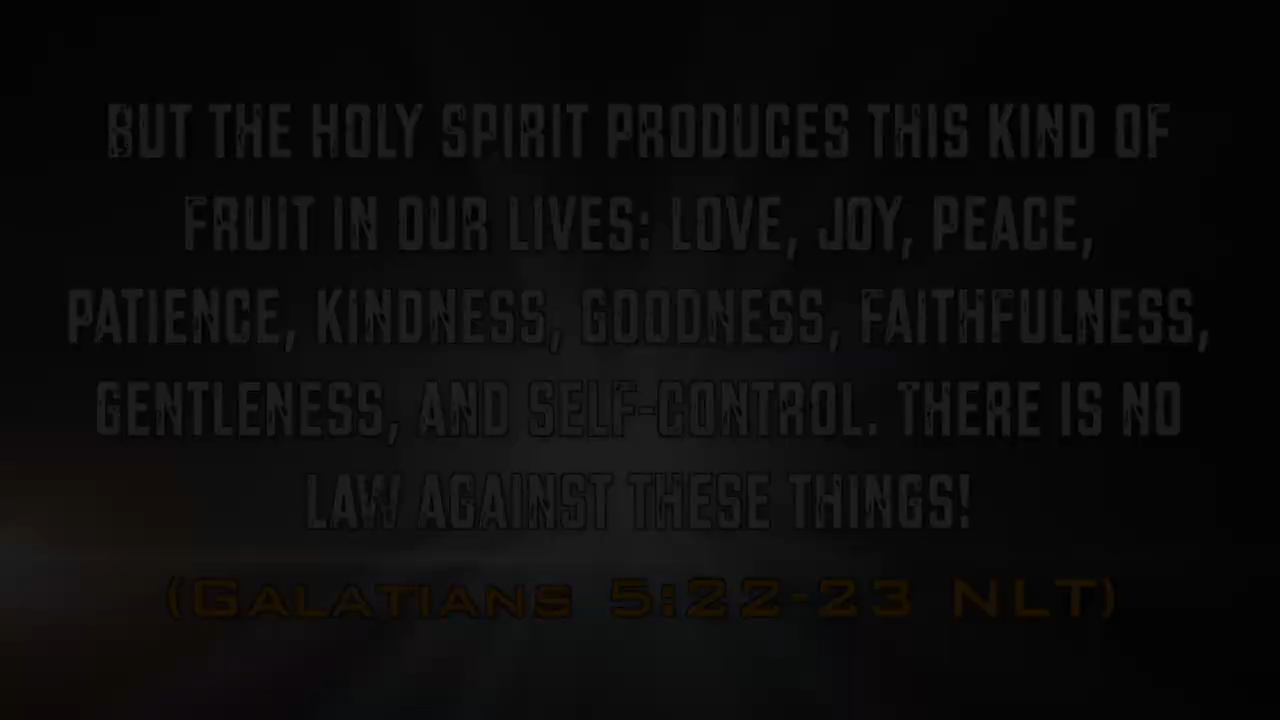 BUT THE HOLY SPIRIT PRODUCES THIS KIND OF
FRUIT IN OUR LIVES: LOVE, JOY, PEACE,
PATIENCE, KINDNESS, GOODNESS, FAITHFULNESS,
GENTLENESS, AND SELF-CONTROL. THERE IS NO
LAW AGAINST THESE THINGS!
(GALATIANS 5:22-23 NLT)